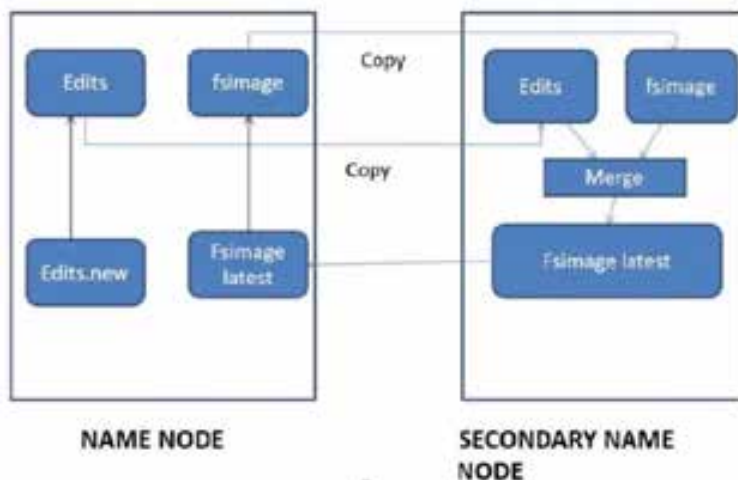 Edits
fsimage
Copy
Edits
fsimage
Copy
Merge
Edits.new
Fsimage
latest
Fsimage latest
NAME NODE
SECONDARY NAME
NODE